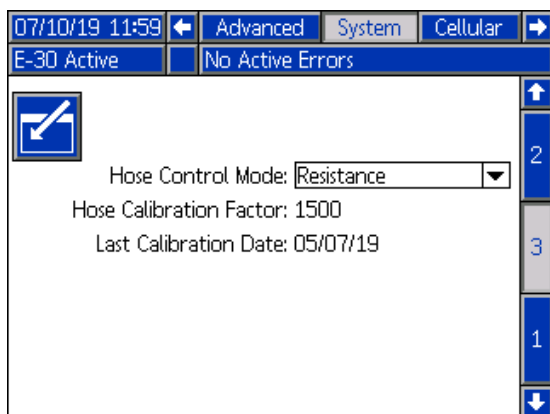 07/10/19 11:59 Advanced System Cellular
E-30 Active No Active Errors
2
Hose Control Mode: Resistance
Hose Calibration Factor: 1500
Last Calibration Date: 05/07/19
3
1